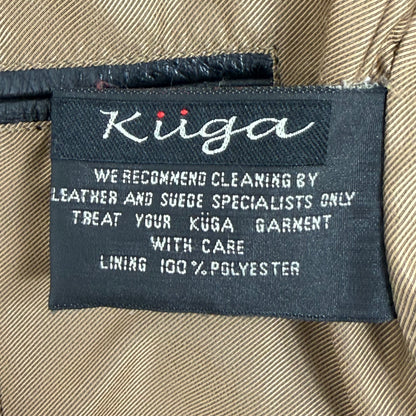 Küga
WE RECOMMEND CLEANING BY
LEATHER AND SUEDE SPECIALISTS ONLY
TREAT YOUR KÜGA GARMENT
WITH CARE
LINING 100% POLYESTER